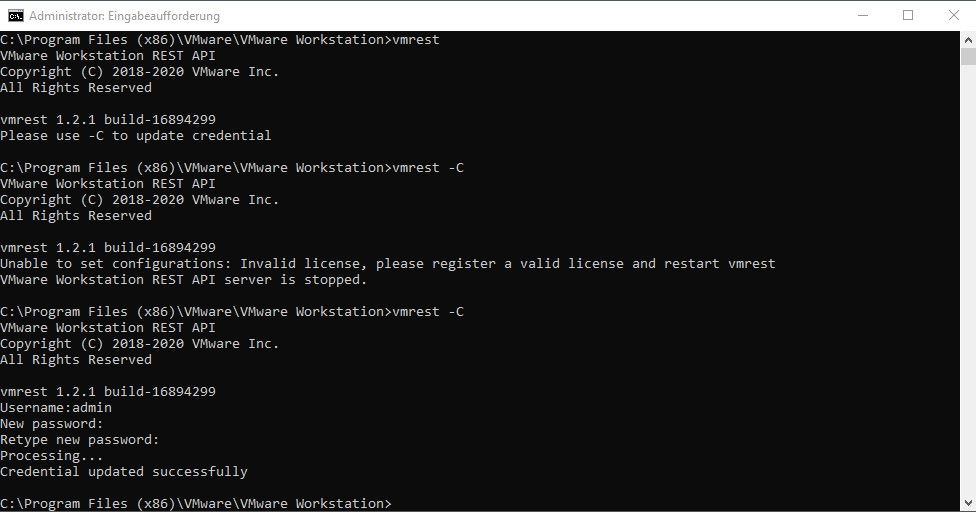 Administrator: Eingabeaufforderung
C:\Program Files (x86)\VMware\VMware Workstation>vmrest
VMware Workstation REST API
Copyright (C) 2018-2020 VMware Inc.
All Rights Reserved
vmrest 1.2.1 build-16894299
Please use -C to update credential
C:\Program Files (x86)\VMware\VMware Workstation>vmrest -C
VMware Workstation REST API
Copyright (C) 2018-2020 VMware Inc.
All Rights Reserved
vmrest 1.2.1 build-16894299
Unable to set configurations: Invalid license, please register a valid license and restart vmrest
VMware Workstation REST API server is stopped.
C:\Program Files (x86)\VMware\VMware Workstation>vmrest -C
VMware Workstation REST API
Copyright (C) 2018-2020 VMware Inc.
All Rights Reserved
vmrest 1.2.1 build-16894299
Username:admin
New password:
Retype new password:
Processing...
Credential updated successfully
C:\Program Files (x86)\VMware\VMware Workstation>